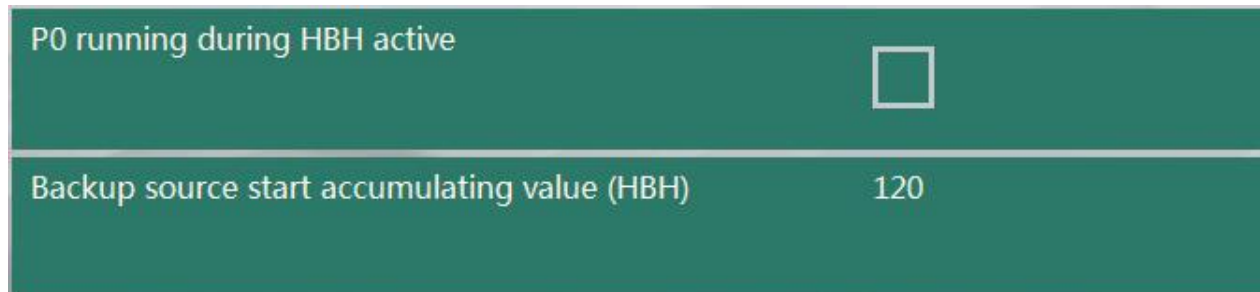 P0 running during HBH active
Backup source start accumulating value (HBH) 120